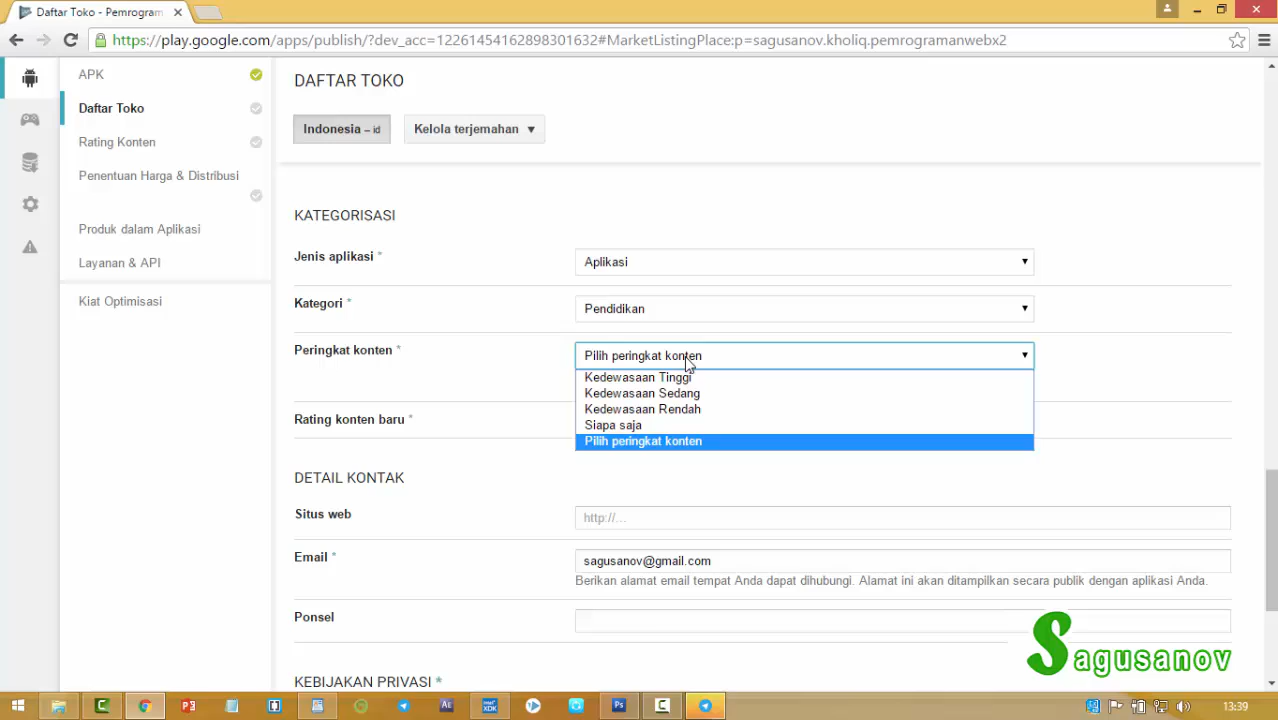 Daftar Toko - Pemrogram
https://play.google.com/apps/publish/?dev_acc=12261454162898301632#MarketListingPlace:p=sagusanov.kholiq.pemrogramanwebx2
APK
Daftar Toko
Rating Konten
Penentuan Harga & Distribusi
Produk dalam Aplikasi
Layanan & API
Kiat Optimisasi
DAFTAR TOKO
Indonesia – id
Kelola terjemahan
KATEGORISASI
Jenis aplikasi *
Aplikasi
Kategori *
Pendidikan
Peringkat konten *
Pilih peringkat konten
Kedewasaan Tinggi
Kedewasaan Sedang
Kedewasaan Rendah
Siapa saja
Pilih peringkat konten
Rating konten baru *
DETAIL KONTAK
Situs web
http://...
Email *
sagusanov@gmail.com
Berikan alamat email tempat Anda dapat dihubungi. Alamat ini akan ditampilkan secara publik dengan aplikasi Anda.
Ponsel
KEBIJAKAN PRIVASI *
Sagusanov
13:39